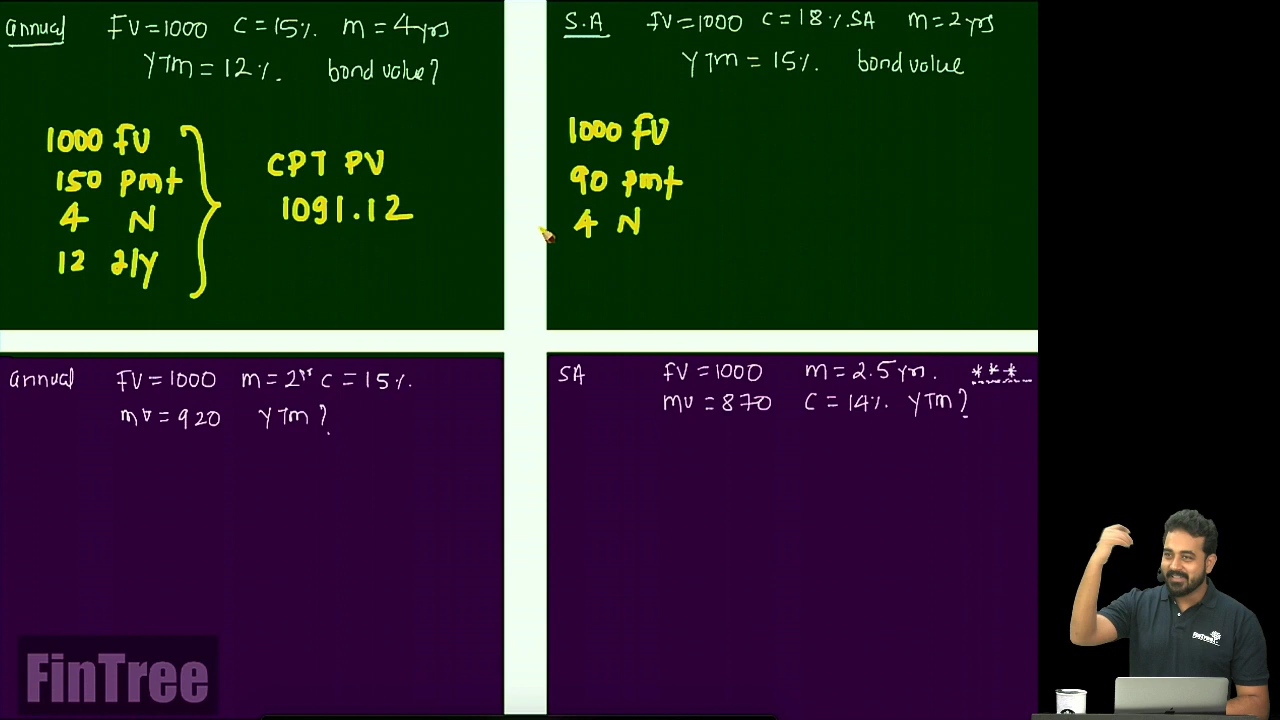 annual FV=1000 C=15%. m=4yrs
YTM=12%. bond value?
1000 FV
150 pmt
4 N
12 I/Y
CPT PV
1091.12
S.A FV=1000 C=18%.SA m=2yrs
YTM=15%. bond value
1000 FV
90 pmt
4 N
annual FV=1000 m=2yr C=15%.
mv=920 YTM?
SA FV=1000 m=2.5yrs. ***
MV=870 C=14%. YTM?
FinTree
FinTree